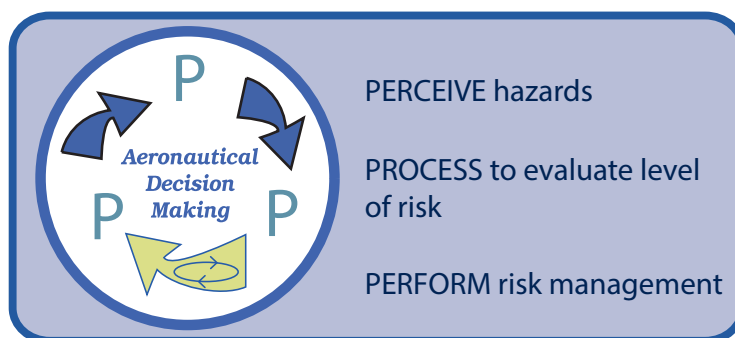 P
Aeronautical
Decision
Making
P
P
PERCEIVE hazards
PROCESS to evaluate level
of risk
PERFORM risk management